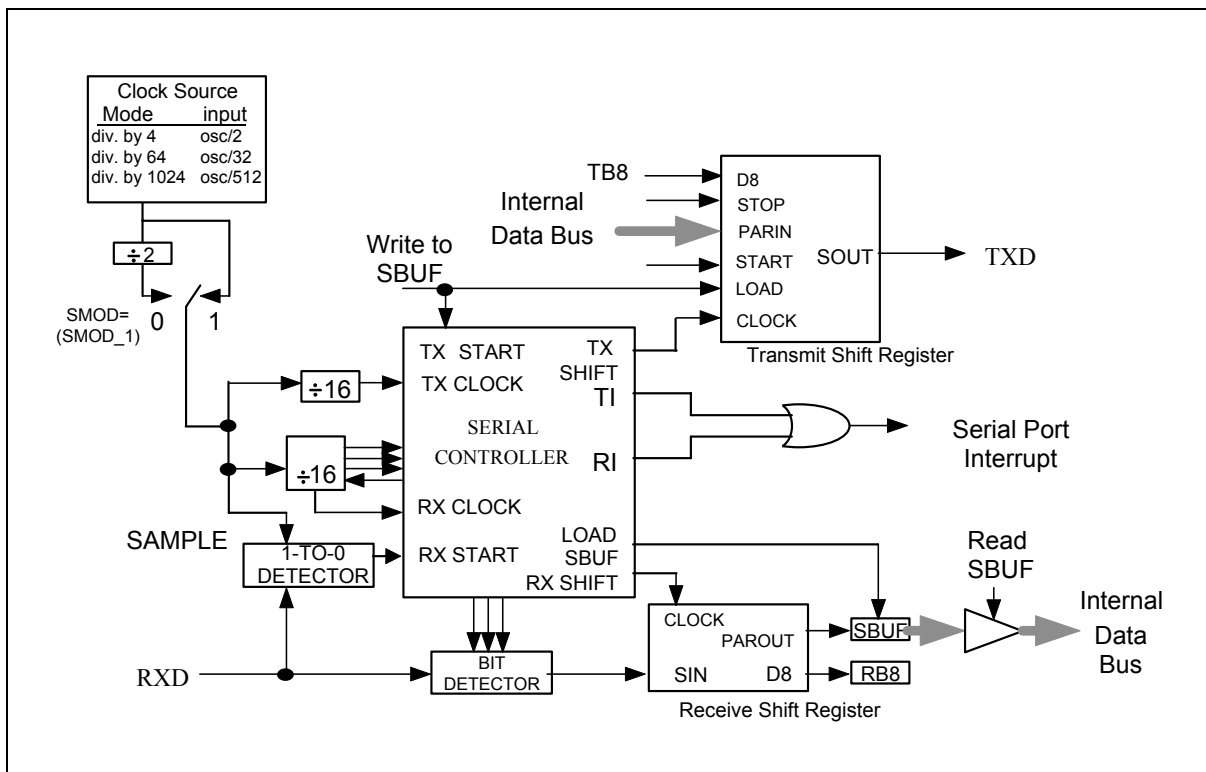 Clock Source
Mode input
div. by 4 osc/2
div. by 64 osc/32
div. by 1024 osc/512
÷2
SMOD=
(SMOD_1)
0 1
Write to
SBUF
TB8
Internal
Data Bus
D8
STOP
PARIN
START
LOAD
CLOCK
SOUT
TXD
Transmit Shift Register
÷16
÷16
TX START
TX CLOCK
SERIAL
CONTROLLER
RX CLOCK
RX START
TX
SHIFT
TI
RI
LOAD
SBUF
RX SHIFT
Serial Port
Interrupt
SAMPLE
1-TO-0
DETECTOR
RXD
BIT
DETECTOR
CLOCK
PAROUT
SIN D8
Receive Shift Register
SBUF
RB8
Read
SBUF
Internal
Data
Bus